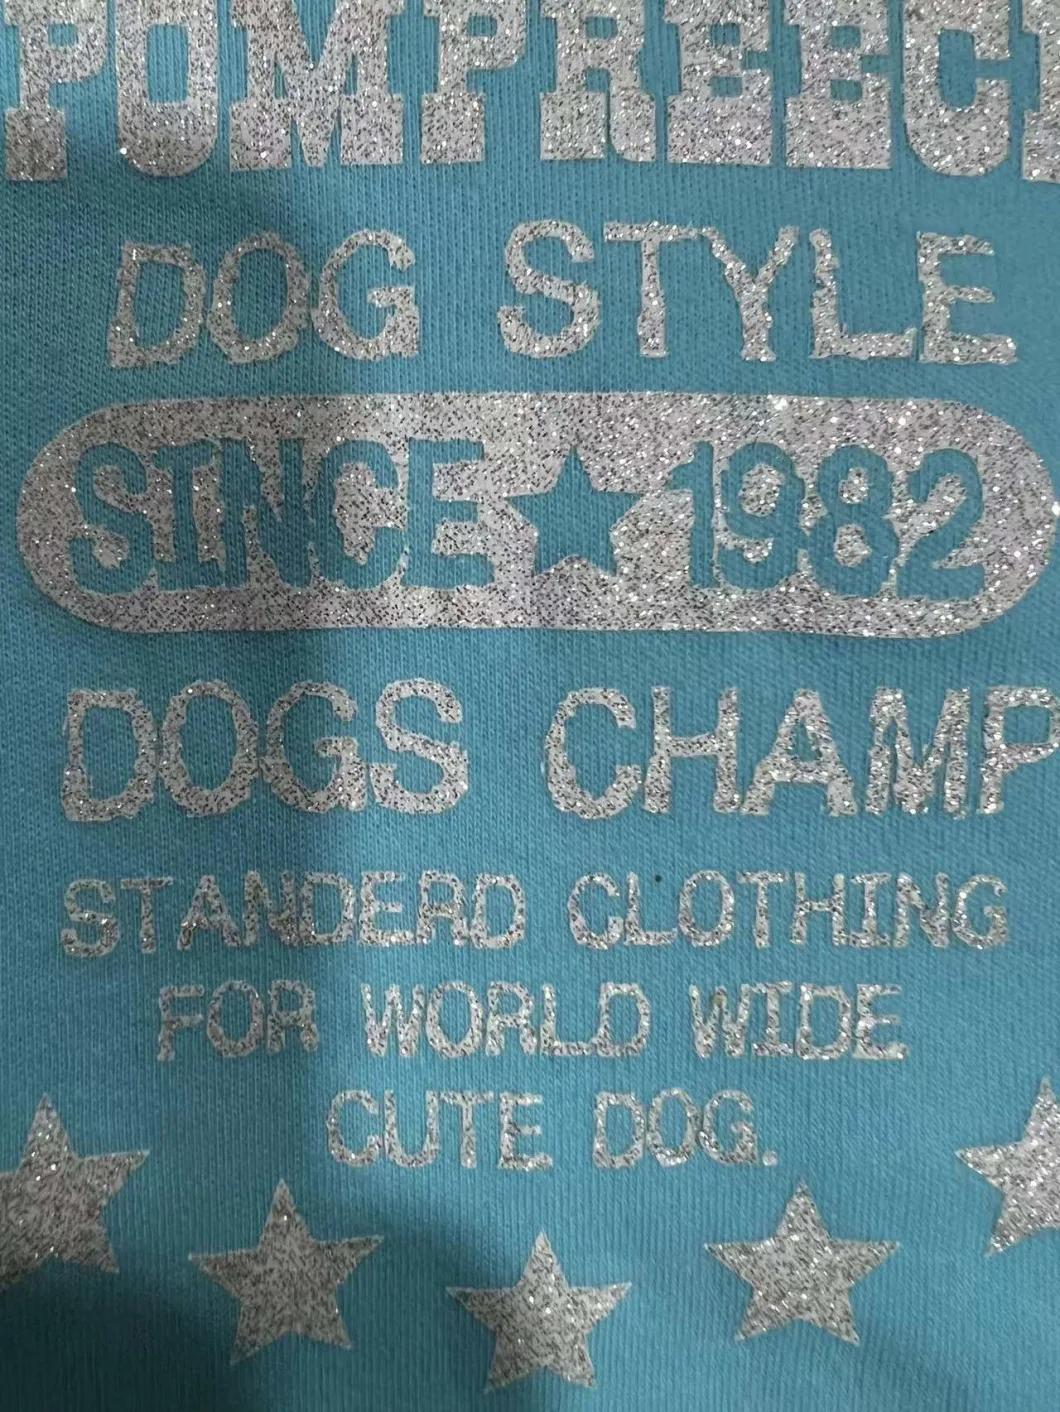 POMPREECE
DOG STYLE
SINCE★1982
DOGS CHAMP
STANDERD CLOTHING
FOR WORLD WIDE
CUTE DOG.